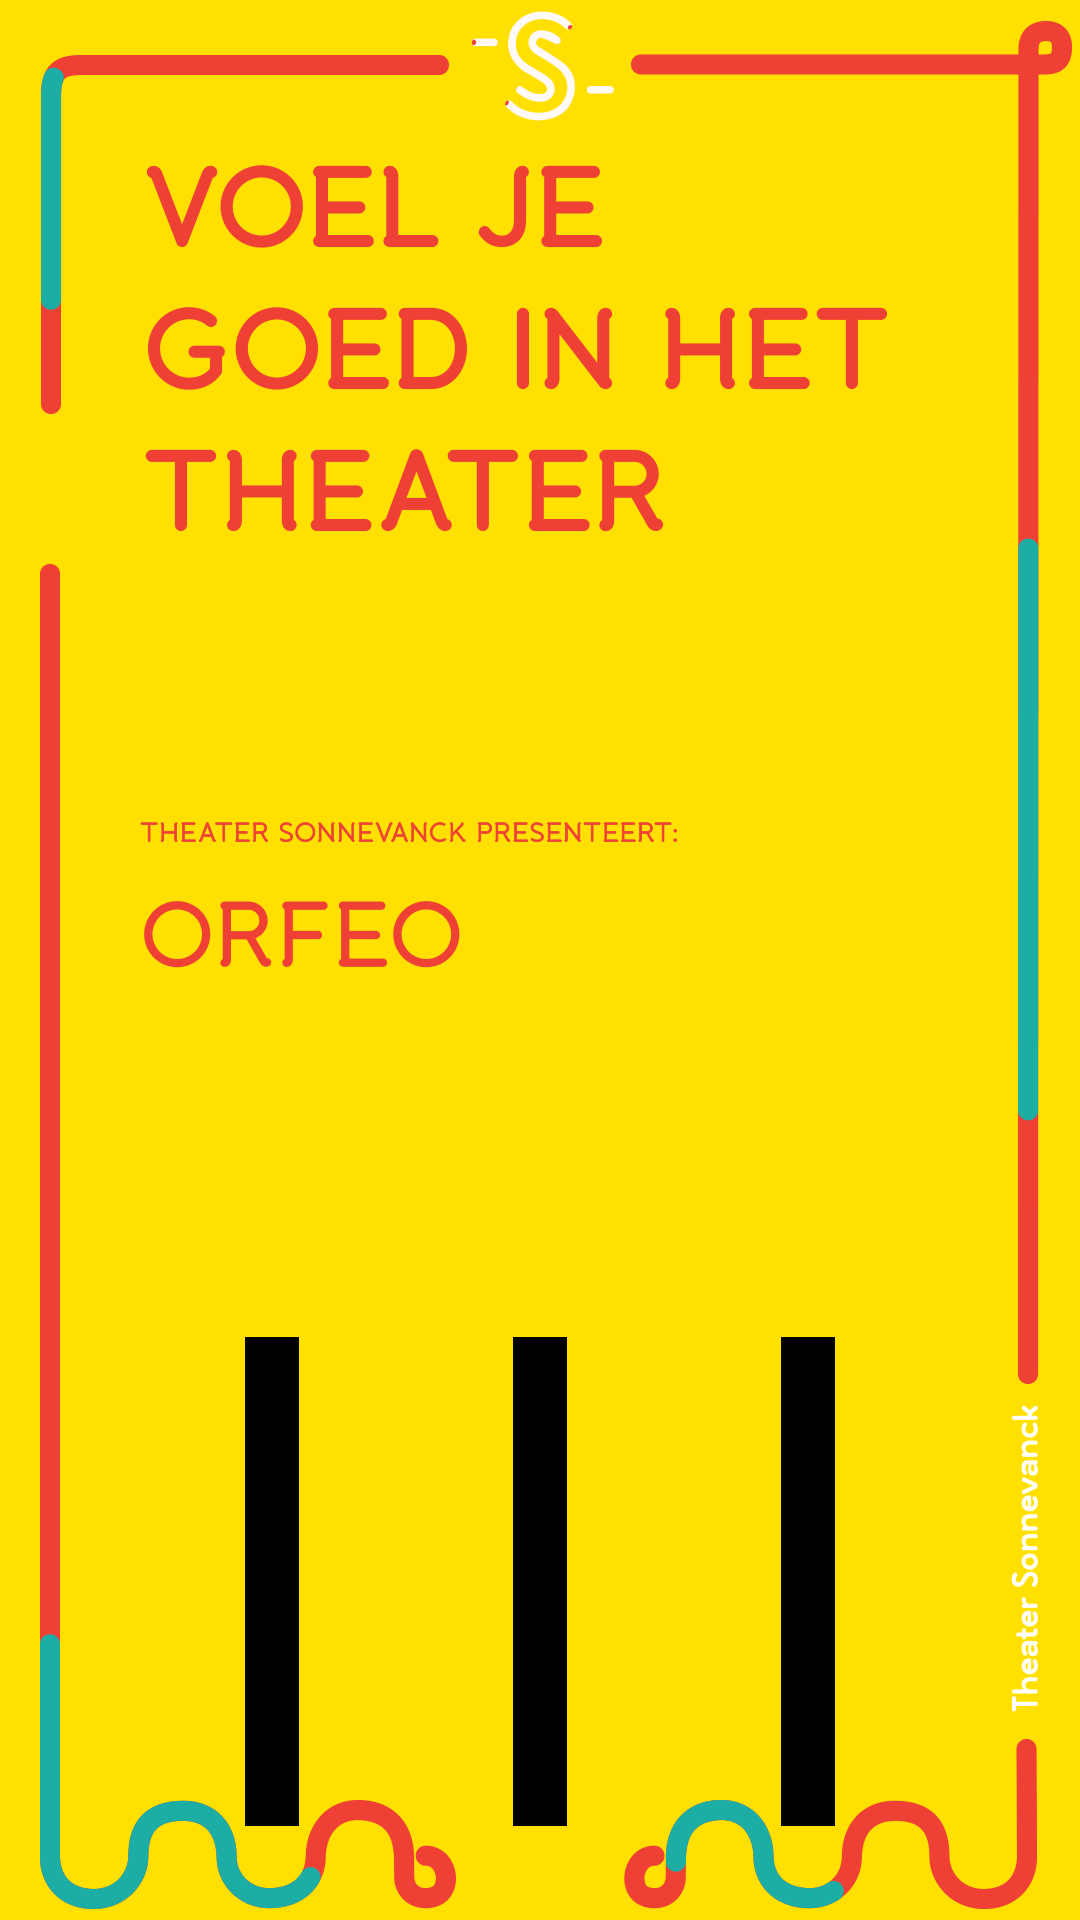 S
VOEL JE
GOED IN HET
THEATER
THEATER SONNEVANCK PRESENTEERT:
ORFEO
Theater Sonnevanck